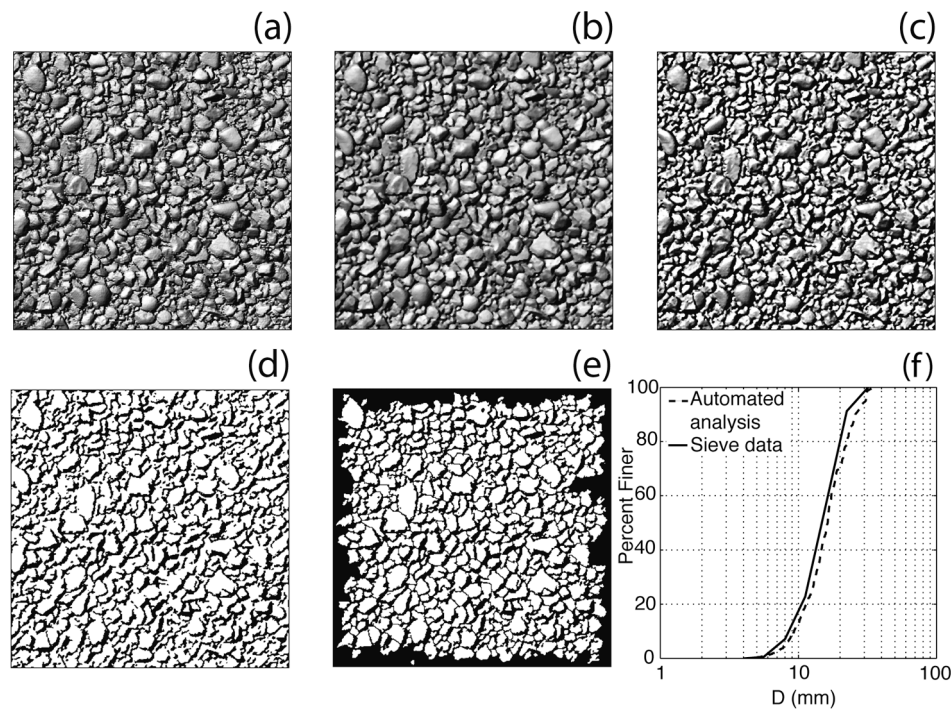 (a)
(b)
(c)
(d)
(e)
(f)
100
80
60
40
20
0
Percent Finer
Automated
analysis
Sieve data
1
10
100
D (mm)